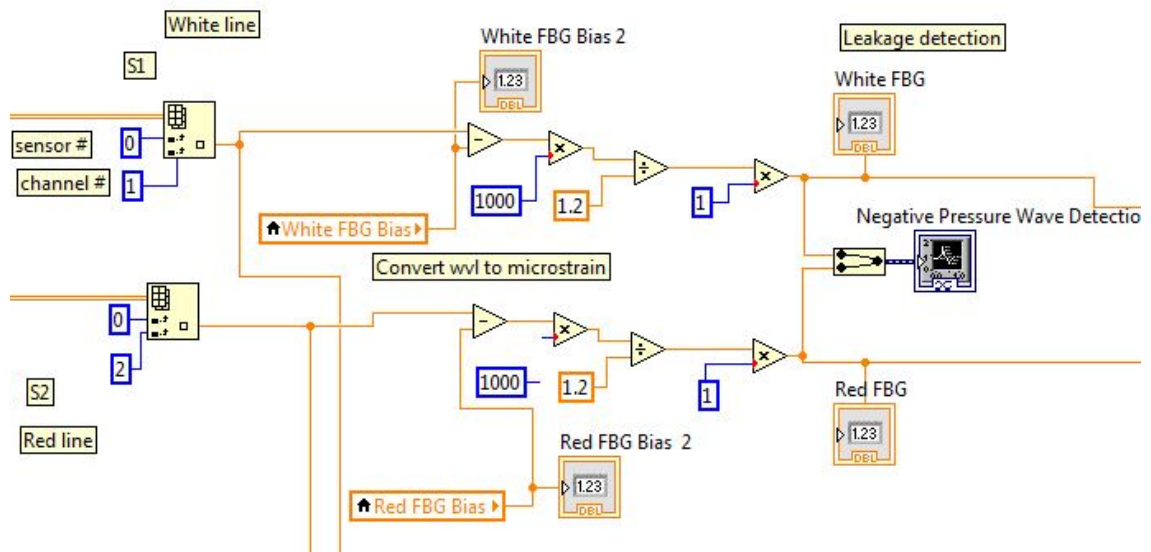 White line
White FBG Bias 2
Leakage detection
S1
1.23
DBL
White FBG
1.23
DBL
sensor #
0
channel #
1
1000
1.2
1
White FBG Bias
Negative Pressure Wave Detectio
Convert wvl to microstrain
0
2
1000
1.2
1
S2
Red FBG
1.23
DBL
Red line
Red FBG Bias 2
1.23
DBL
Red FBG Bias